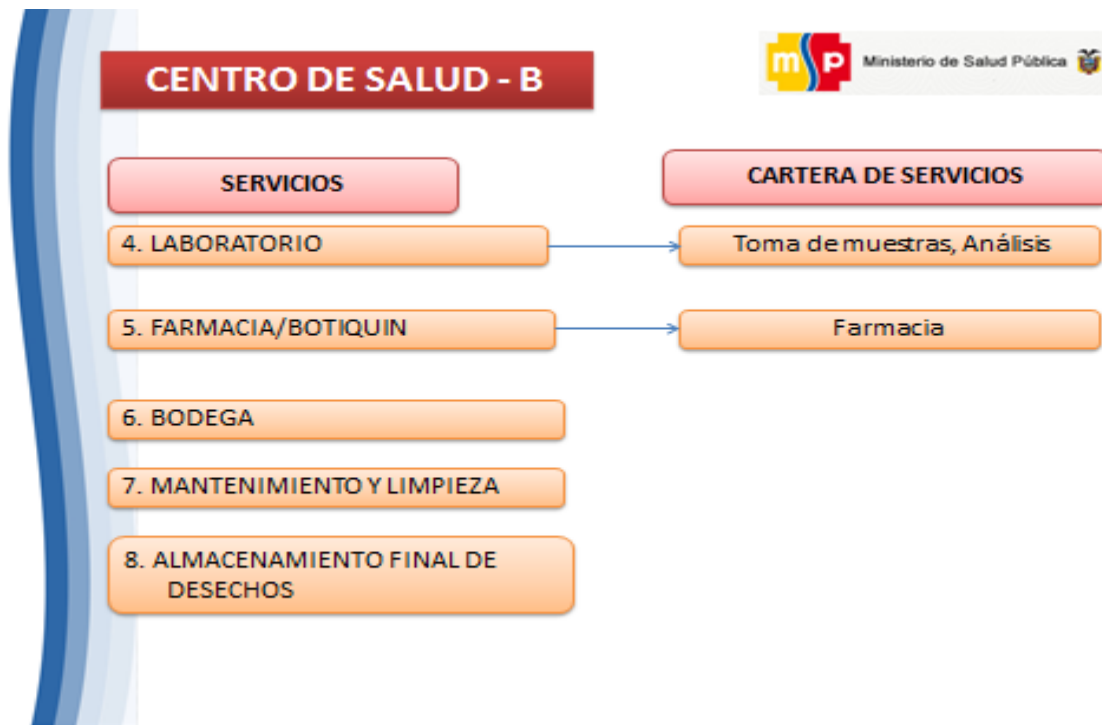 CENTRO DE SALUD - B
msp Ministerio de Salud Pública
SERVICIOS
CARTERA DE SERVICIOS
4. LABORATORIO
Toma de muestras, Análisis
5. FARMACIA/BOTIQUIN
Farmacia
6. BODEGA
7. MANTENIMIENTO Y LIMPIEZA
8. ALMACENAMIENTO FINAL DE
DESECHOS